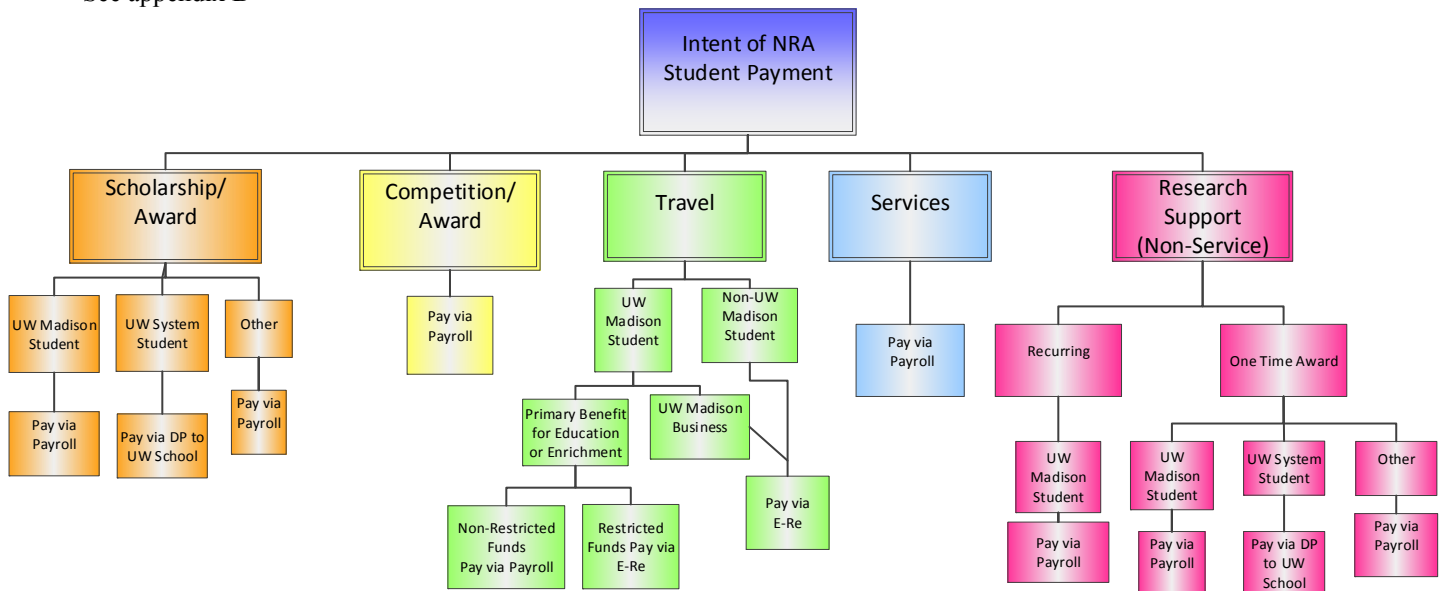 See appendix B
Intent of NRA
Student Payment
Scholarship/
Award
Competition/
Award
Travel
Services
Research
Support
(Non-Service)
UW Madison
Student
UW System
Student
Other
Pay via
Payroll
Pay via DP to
UW School
Pay via
Payroll
Pay via
Payroll
UW
Madison
Student
Non-UW
Madison
Student
Primary Benefit
for Education
or Enrichment
UW Madison
Business
Non-Restricted
Funds
Pay via Payroll
Restricted
Funds Pay via
E-Re
Pay via
E-Re
Pay via
Payroll
Recurring
One Time Award
UW
Madison
Student
Pay via
Payroll
UW
Madison
Student
UW System
Student
Other
Pay via
Payroll
Pay via DP
to UW
School
Pay via
Payroll